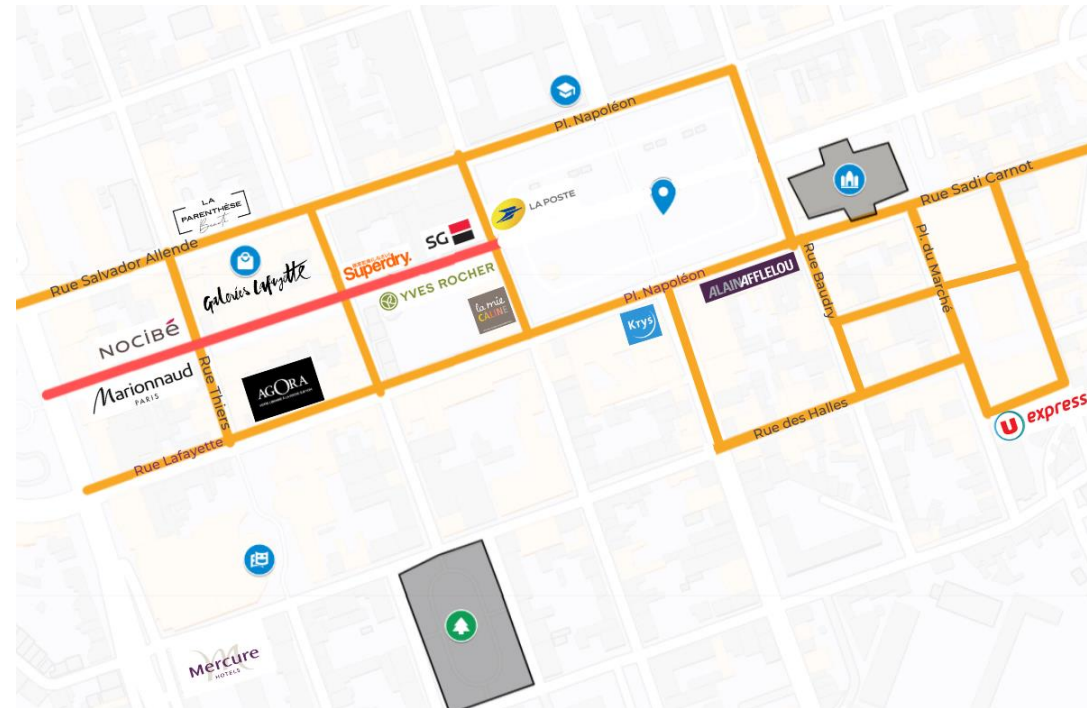 Pl. Napoléon
LA POSTE
LA
PARENTHÈSE
Beauté
Rue Salvador Allende
Galeries Lafayette
SG
Superdry.
YVES ROCHER
la mie
CÂLINE
Rue Sadi Carnot
Pl. du Marché
Rue Baudry
Pl. Napoléon
ALAINAFFLELOU
Krys
NOCIBÉ
Marionnaud
PARIS
Rue Thiers
AGORA
Rue Lafayette
Rue des Halles
U express
Mercure
HOTELS